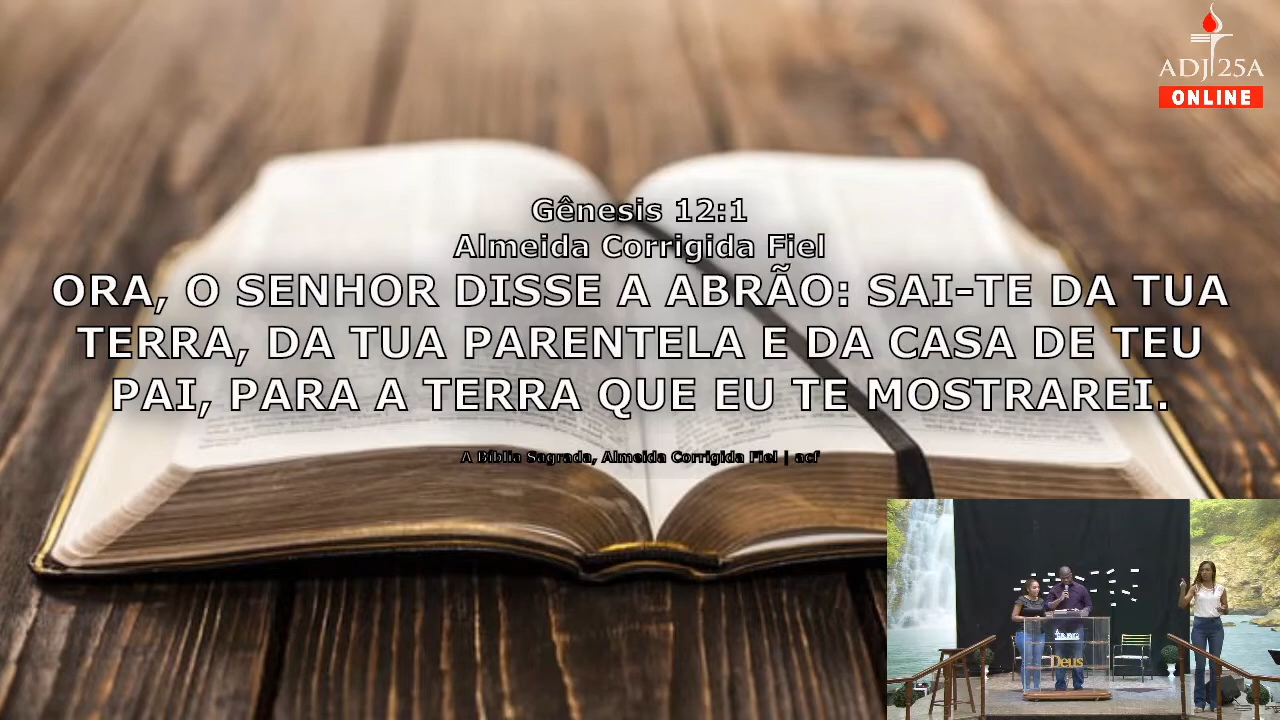 ADJ 25A
ONLINE
Gênesis 12:1
Almeida Corrigida Fiel
ORA, O SENHOR DISSE A ABRÃO: SAI-TE DA TUA
TERRA, DA TUA PARENTELA E DA CASA DE TEU
PAI, PARA A TERRA QUE EU TE MOSTRAREI.
A Bíblia Sagrada, Almeida Corrigida Fiel | acf
Deus